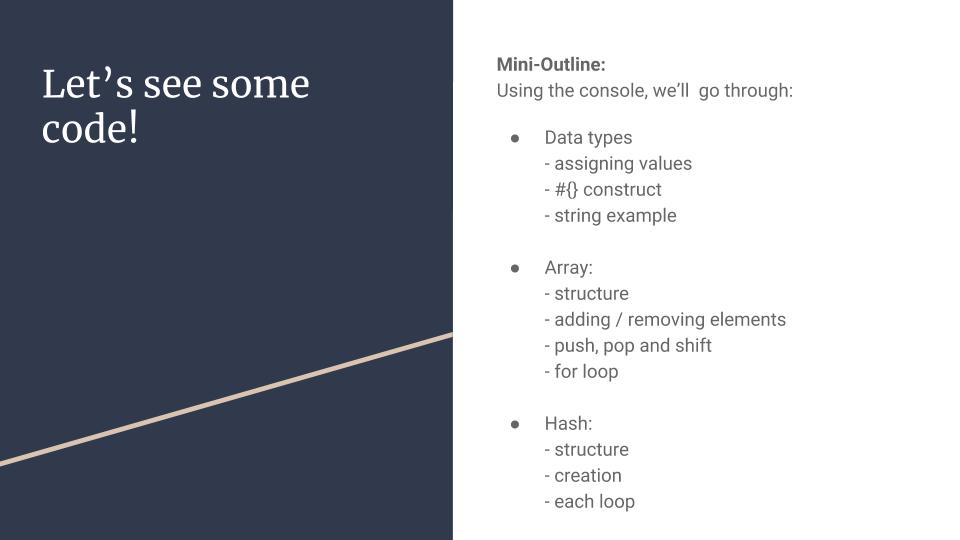 Let’s see some
code!
Mini-Outline:
Using the console, we’ll  go through:
● Data types
- assigning values
- #{} construct
- string example
● Array:
- structure
- adding / removing elements
- push, pop and shift
- for loop
● Hash:
- structure
- creation
- each loop